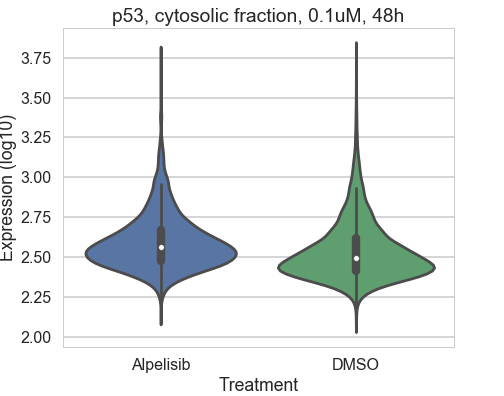 p53, cytosolic fraction, 0.1uM, 48h
Expression (log10)
3.75
3.50
3.25
3.00
2.75
2.50
2.25
2.00
Alpelisib DMSO
Treatment